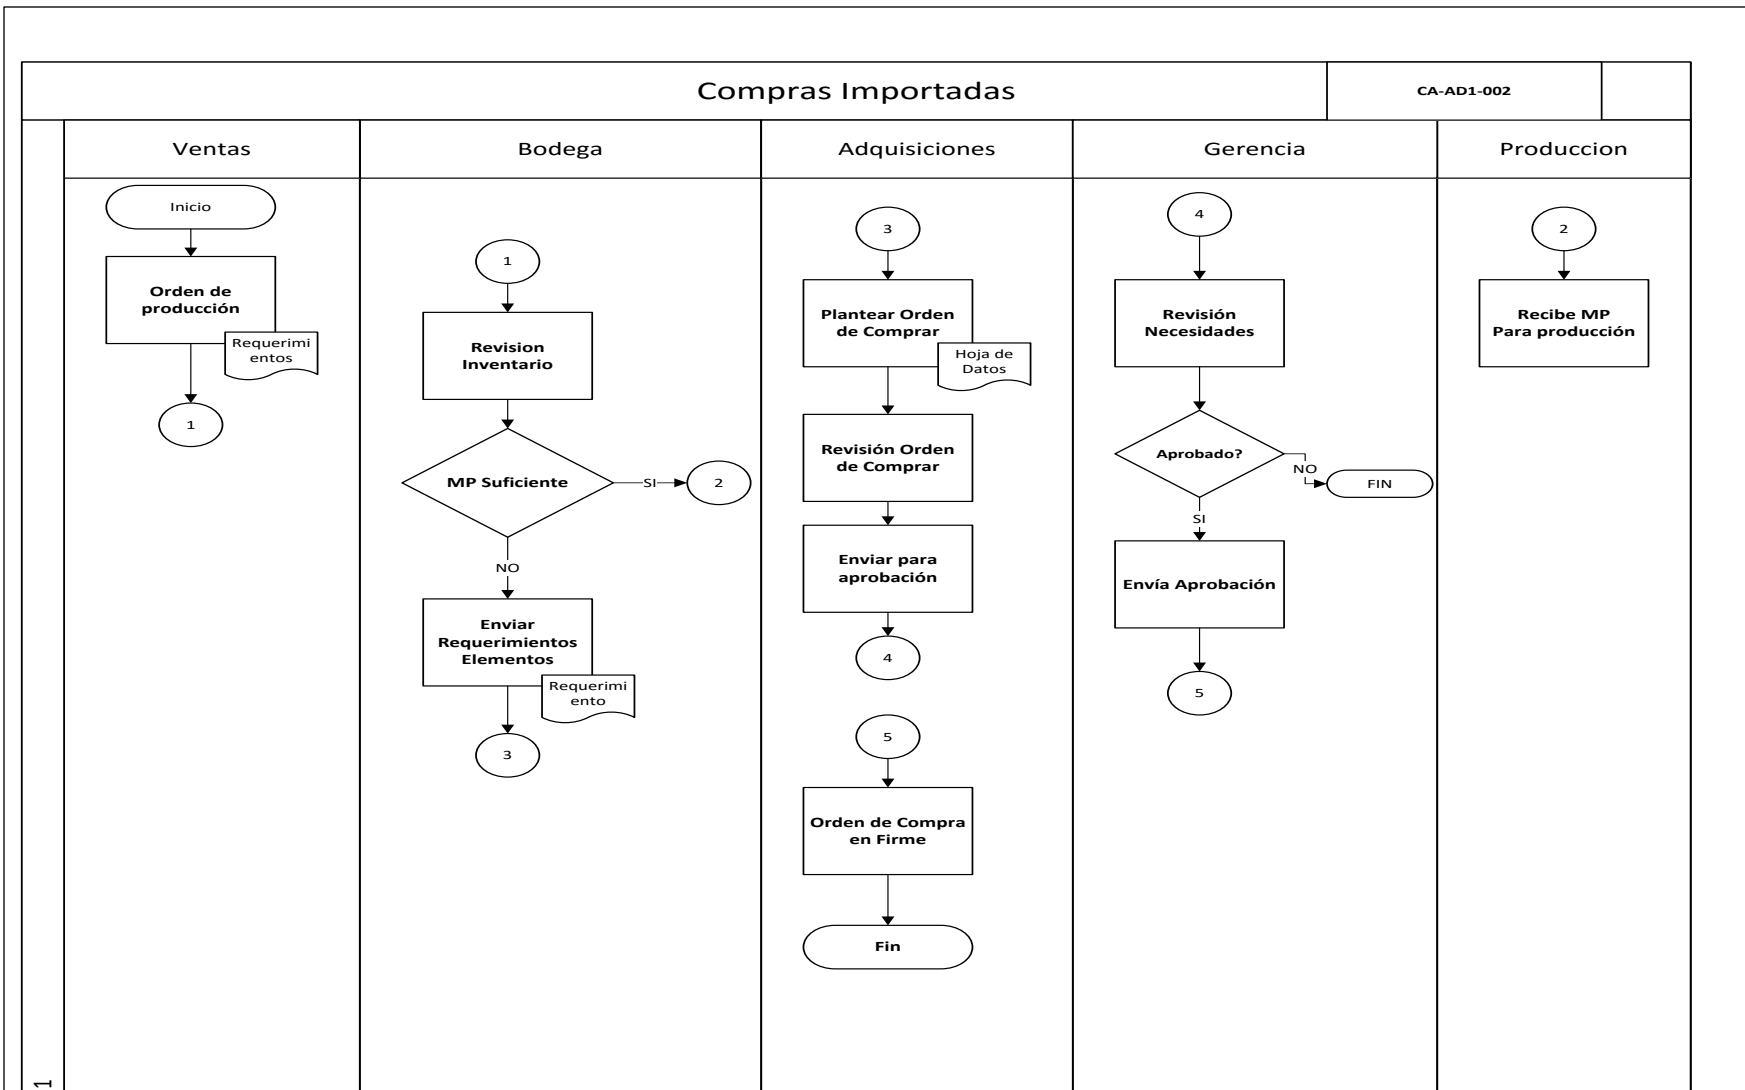 Compras Importadas
CA-AD1-002
Ventas
Bodega
Adquisiciones
Gerencia
Produccion
Inicio
Orden de
producción
Requerimi
entos
1
1
Revision
Inventario
MP Suficiente
SI
2
NO
Enviar
Requerimientos
Elementos
Requerimi
ento
3
3
Plantear Orden
de Comprar
Hoja de
Datos
Revisión Orden
de Comprar
Enviar para
aprobación
4
5
Orden de Compra
en Firme
Fin
4
Revisión
Necesidades
Aprobado?
NO
FIN
SI
Envía Aprobación
5
2
Recibe MP
Para producción
1